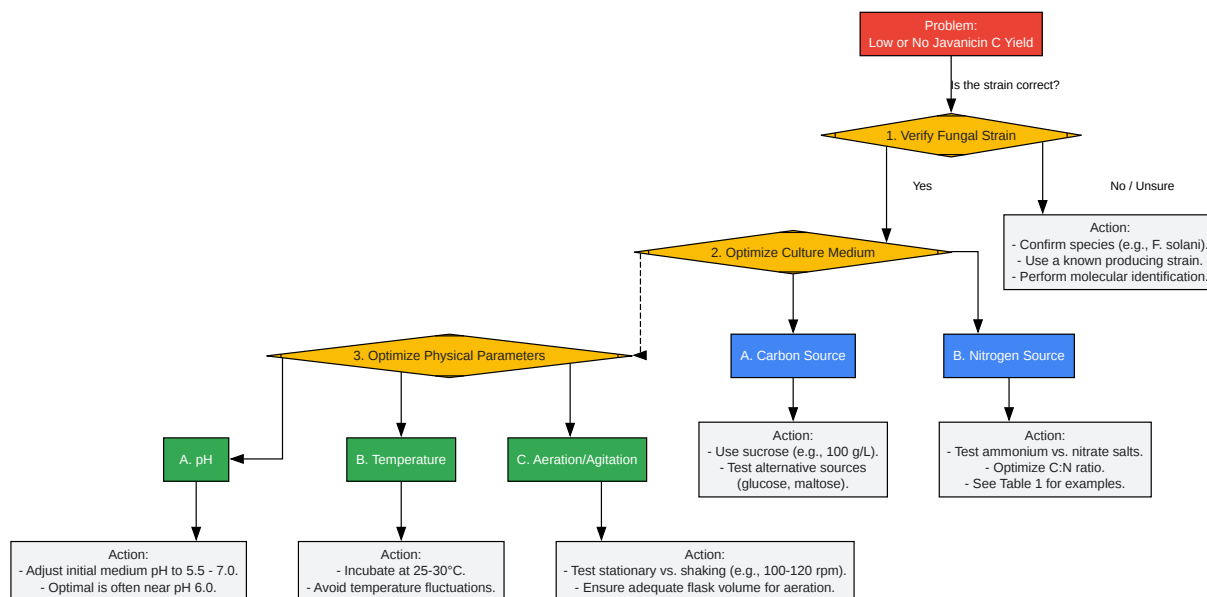 Problem:
Low or No Javanicin C Yield
Is the strain correct?
1. Verify Fungal Strain
Yes
No / Unsure
Action:
- Confirm species (e.g., F. solani).
- Use a known producing strain.
- Perform molecular identification.
2. Optimize Culture Medium
3. Optimize Physical Parameters
A. Carbon Source
B. Nitrogen Source
Action:
- Use sucrose (e.g., 100 g/L).
- Test alternative sources
(glucose, maltose).
Action:
- Test ammonium vs. nitrate salts.
- Optimize C:N ratio.
- See Table 1 for examples.
A. pH
B. Temperature
C. Aeration/Agitation
Action:
- Adjust initial medium pH to 5.5 - 7.0.
- Optimal is often near pH 6.0.
Action:
- Incubate at 25-30°C.
- Avoid temperature fluctuations.
Action:
- Test stationary vs. shaking (e.g., 100-120 rpm).
- Ensure adequate flask volume for aeration.